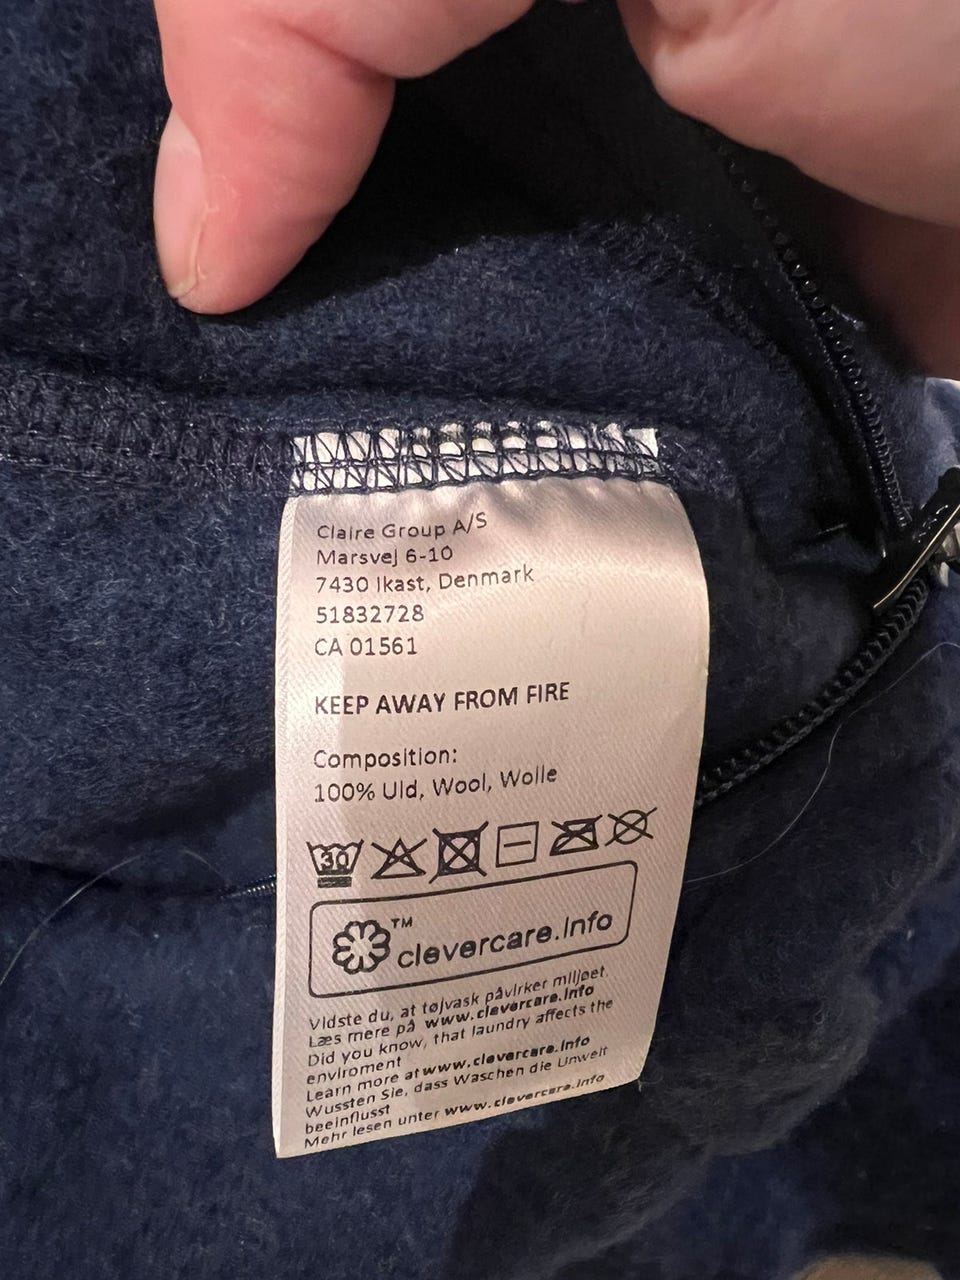 Claire Group A/S
Marsvej 6-10
7430 Ikast, Denmark
51832728
CA 01561
KEEP AWAY FROM FIRE
Composition:
100% Uld, Wool, Wolle
30
clevercare.info™
Vidste du, at tøjvask påvirker miljøet.
Læs mere på www.clevercare.info
Did you know, that laundry affects the
enviroment
Learn more at www.clevercare.info
Wussten Sie, dass Waschen die Umwelt
beeinflusst
Mehr lesen unter www.clevercare.info